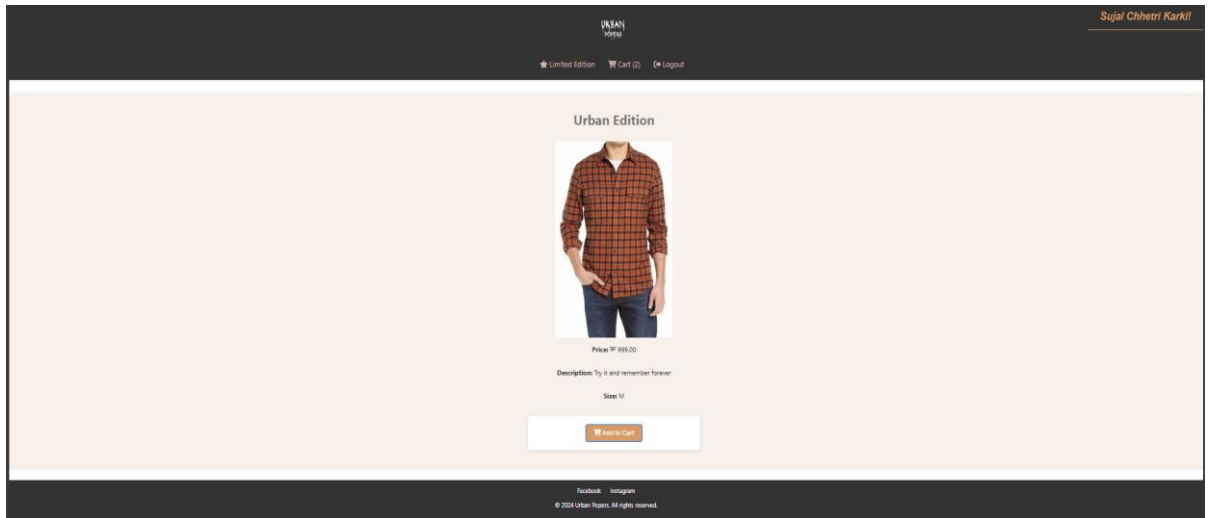 URBAN
POPERS
Sujal Chhetri Karki!
Limited Edition Cart (2) Logout
Urban Edition
Price: रू 999.00
Description: Try it and remember forever
Size: M
Add to Cart
Facebook Instagram
© 2024 Urban Popers. All rights reserved.